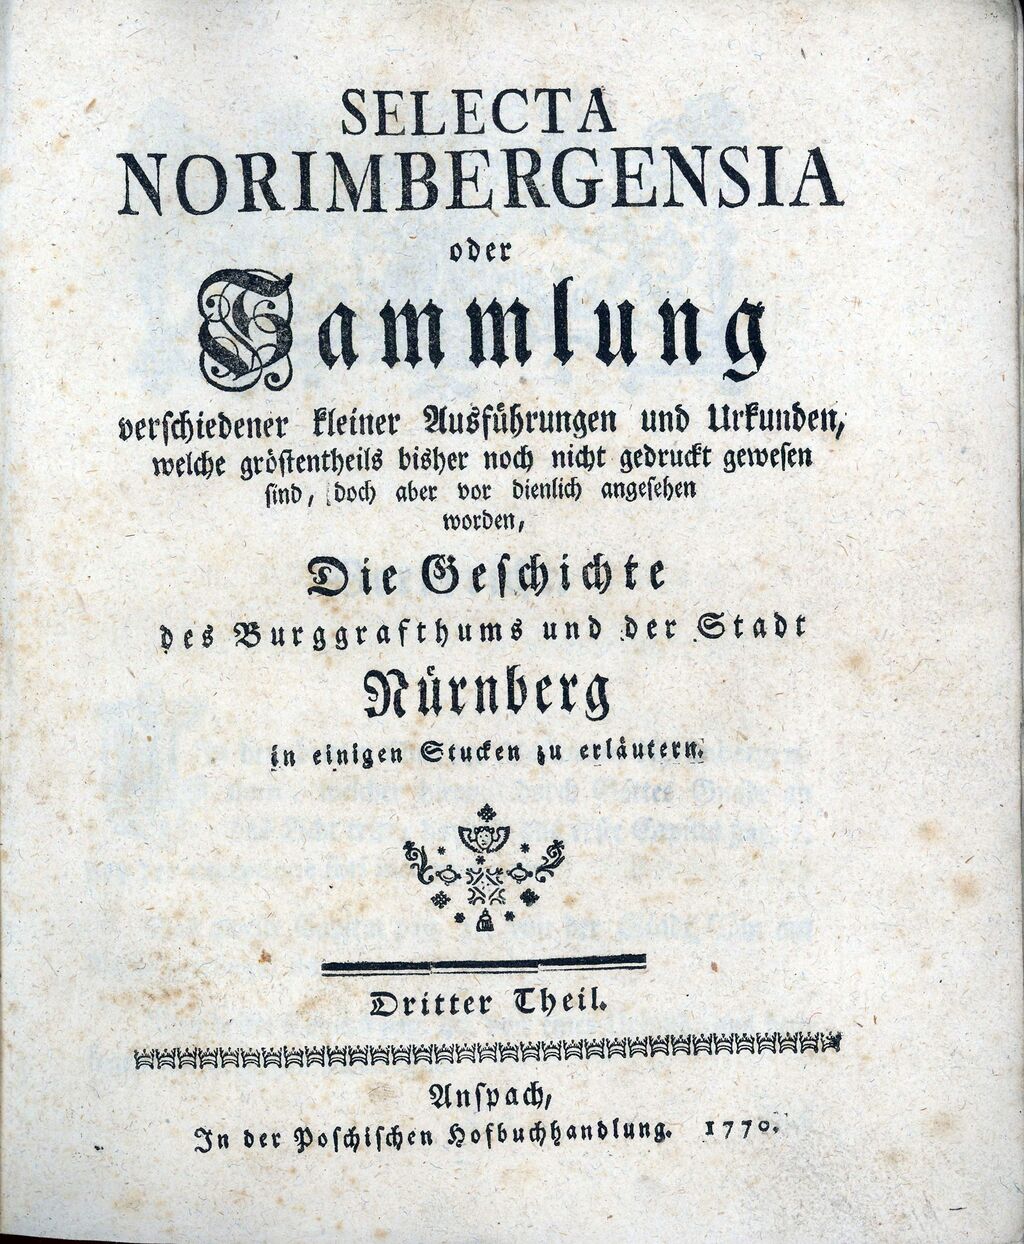 SELECTA
NORIMBERGENSIA
oder
Sammlung
verschiedener kleiner Ausführungen und Urkunden,
welche gröstentheils bisher noch nicht gedruckt gewesen
sind, doch aber vor dienlich angesehen
worden,
Die Geschichte
des Burggrafthums und der Stadt
Nürnberg
in einigen Stucken zu erläutern.
Dritter Theil.
Anspach,
In der Poschischen Hofbuchhandlung. 1770.